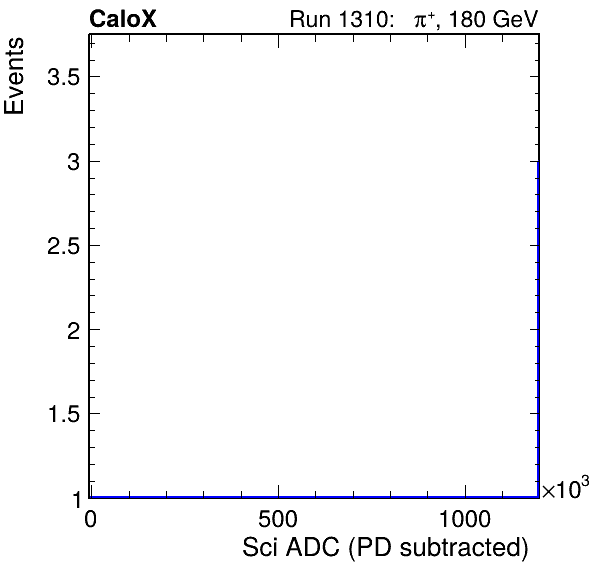 CaloX Run 1310: π⁺, 180 GeV
Events
3.5
3
2.5
2
1.5
1
0 500 1000 ×10³
Sci ADC (PD subtracted)